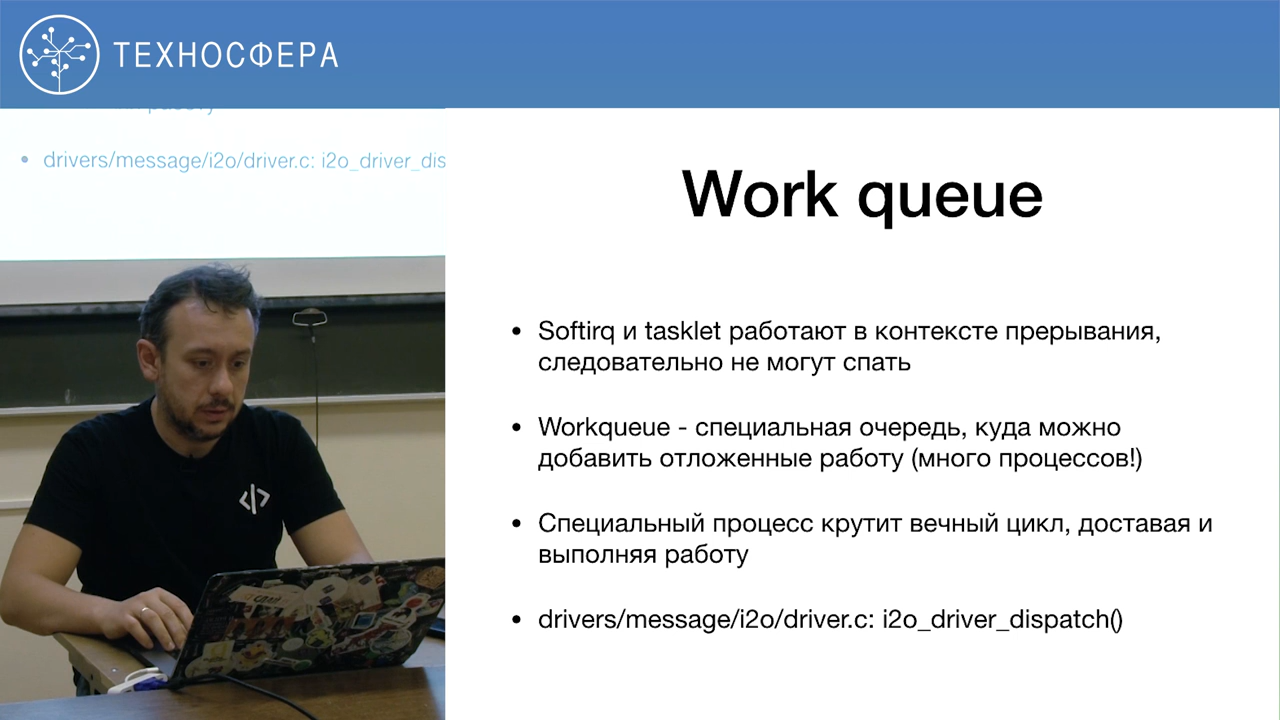 ТЕХНОСФЕРА
drivers/message/i2o/driver.c: i2o_driver_dis
Work queue
• Softirq и tasklet работают в контексте прерывания,
следовательно не могут спать
• Workqueue - специальная очередь, куда можно
добавить отложенные работу (много процессов!)
• Специальный процесс крутит вечный цикл, доставая и
выполняя работу
• drivers/message/i2o/driver.c: i2o_driver_dispatch()